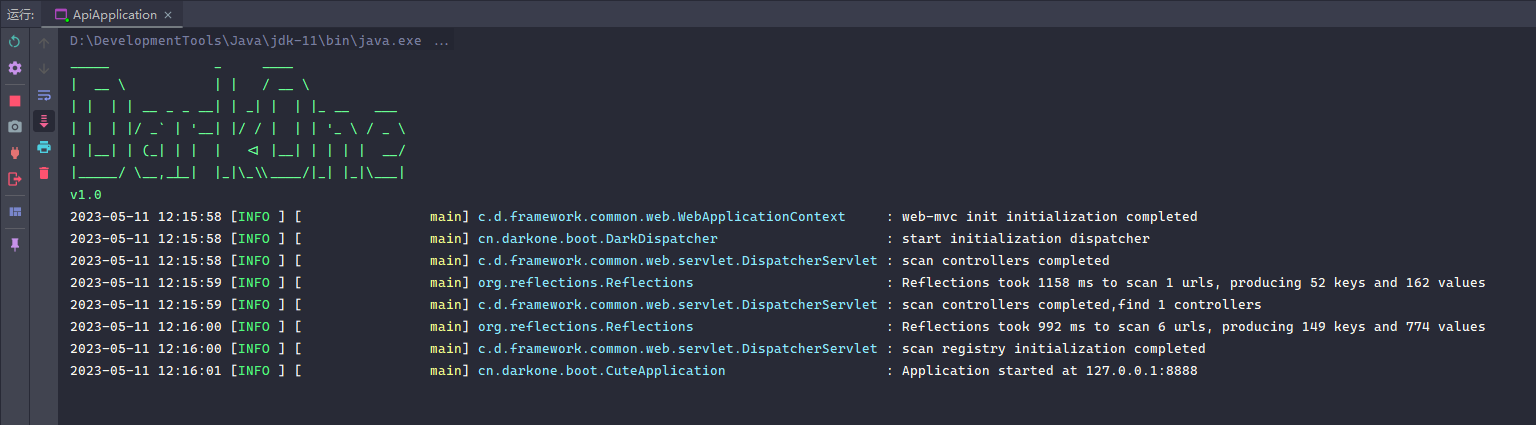 运行: ApiApplication ×
D:\DevelopmentTools\Java\jdk-11\bin\java.exe ...
 _____             _     ____
|  __ \           | |   / __ \
| |  | | __ _ _ __| | _| |  | |_ __   ___
| |  | |/ _` | '__| |/ / |  | | '_ \ / _ \
| |__| | (_| | |  |   <| |__| | | | |  __/
|_____/ \__,_|_|  |_|\_\\____/|_| |_|\___|
v1.0
2023-05-11 12:15:58 [INFO ] [                main] c.d.framework.common.web.WebApplicationContext     : web-mvc init initialization completed
2023-05-11 12:15:58 [INFO ] [                main] cn.darkone.boot.DarkDispatcher                     : start initialization dispatcher
2023-05-11 12:15:58 [INFO ] [                main] c.d.framework.common.web.servlet.DispatcherServlet : scan controllers completed
2023-05-11 12:15:59 [INFO ] [                main] org.reflections.Reflections                        : Reflections took 1158 ms to scan 1 urls, producing 52 keys and 162 values
2023-05-11 12:15:59 [INFO ] [                main] c.d.framework.common.web.servlet.DispatcherServlet : scan controllers completed,find 1 controllers
2023-05-11 12:16:00 [INFO ] [                main] org.reflections.Reflections                        : Reflections took 992 ms to scan 6 urls, producing 149 keys and 774 values
2023-05-11 12:16:00 [INFO ] [                main] c.d.framework.common.web.servlet.DispatcherServlet : scan registry initialization completed
2023-05-11 12:16:01 [INFO ] [                main] cn.darkone.boot.CuteApplication                    : Application started at 127.0.0.1:8888